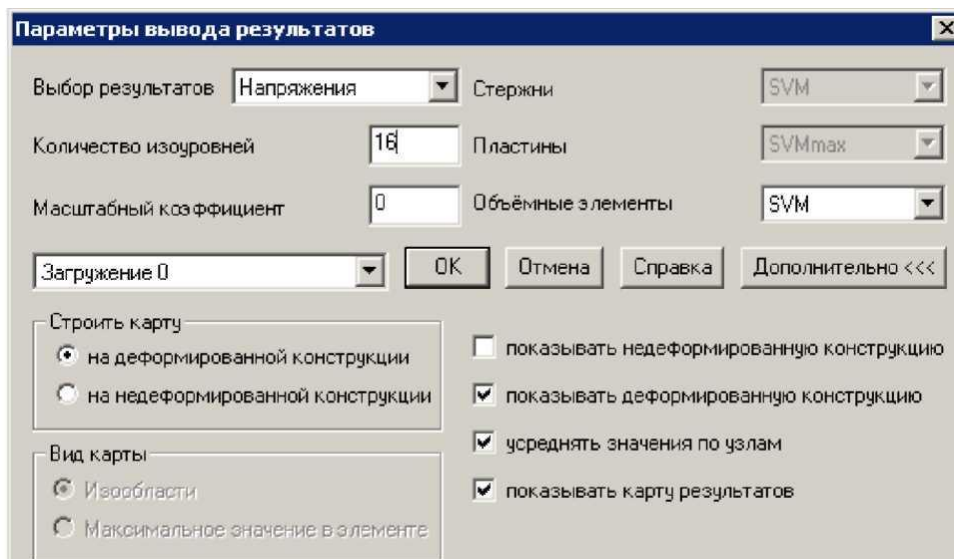 Параметры вывода результатов
Выбор результатов Напряжения Стержни SVM
Количество изоуровней 16 Пластины SVMmax
Масштабный коэффициент 0 Объёмные элементы SVM
Загружение 0 OK Отмена Справка Дополнительно <<<
Строить карту
на деформированной конструкции
на недеформированной конструкции
показывать недеформированную конструкцию
показывать деформированную конструкцию
усреднять значения по узлам
показывать карту результатов
Вид карты
Изообласти
Максимальное значение в элементе